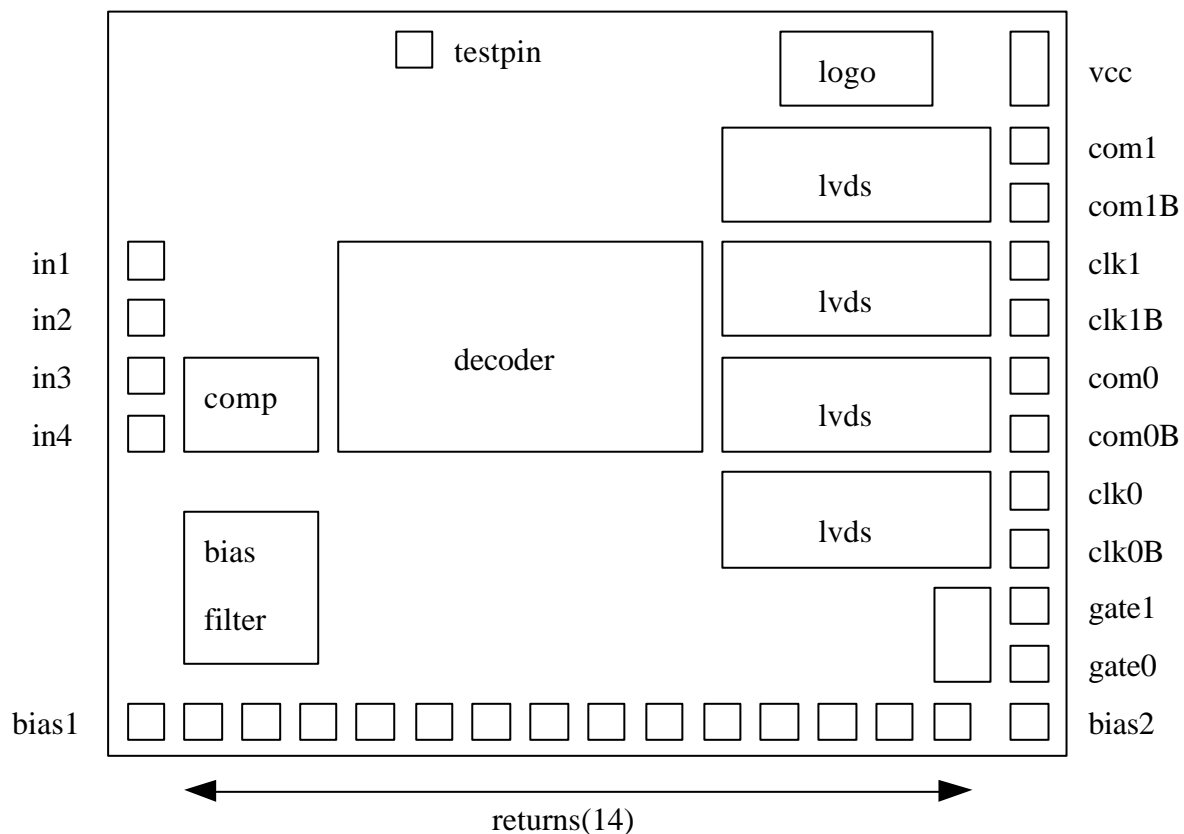 testpin
logo
vcc
com1
lvds
com1B
in1
clk1
lvds
in2
clk1B
decoder
in3
com0
comp
lvds
in4
com0B
clk0
lvds
bias
clk0B
filter
gate1
gate0
bias1
bias2
returns(14)